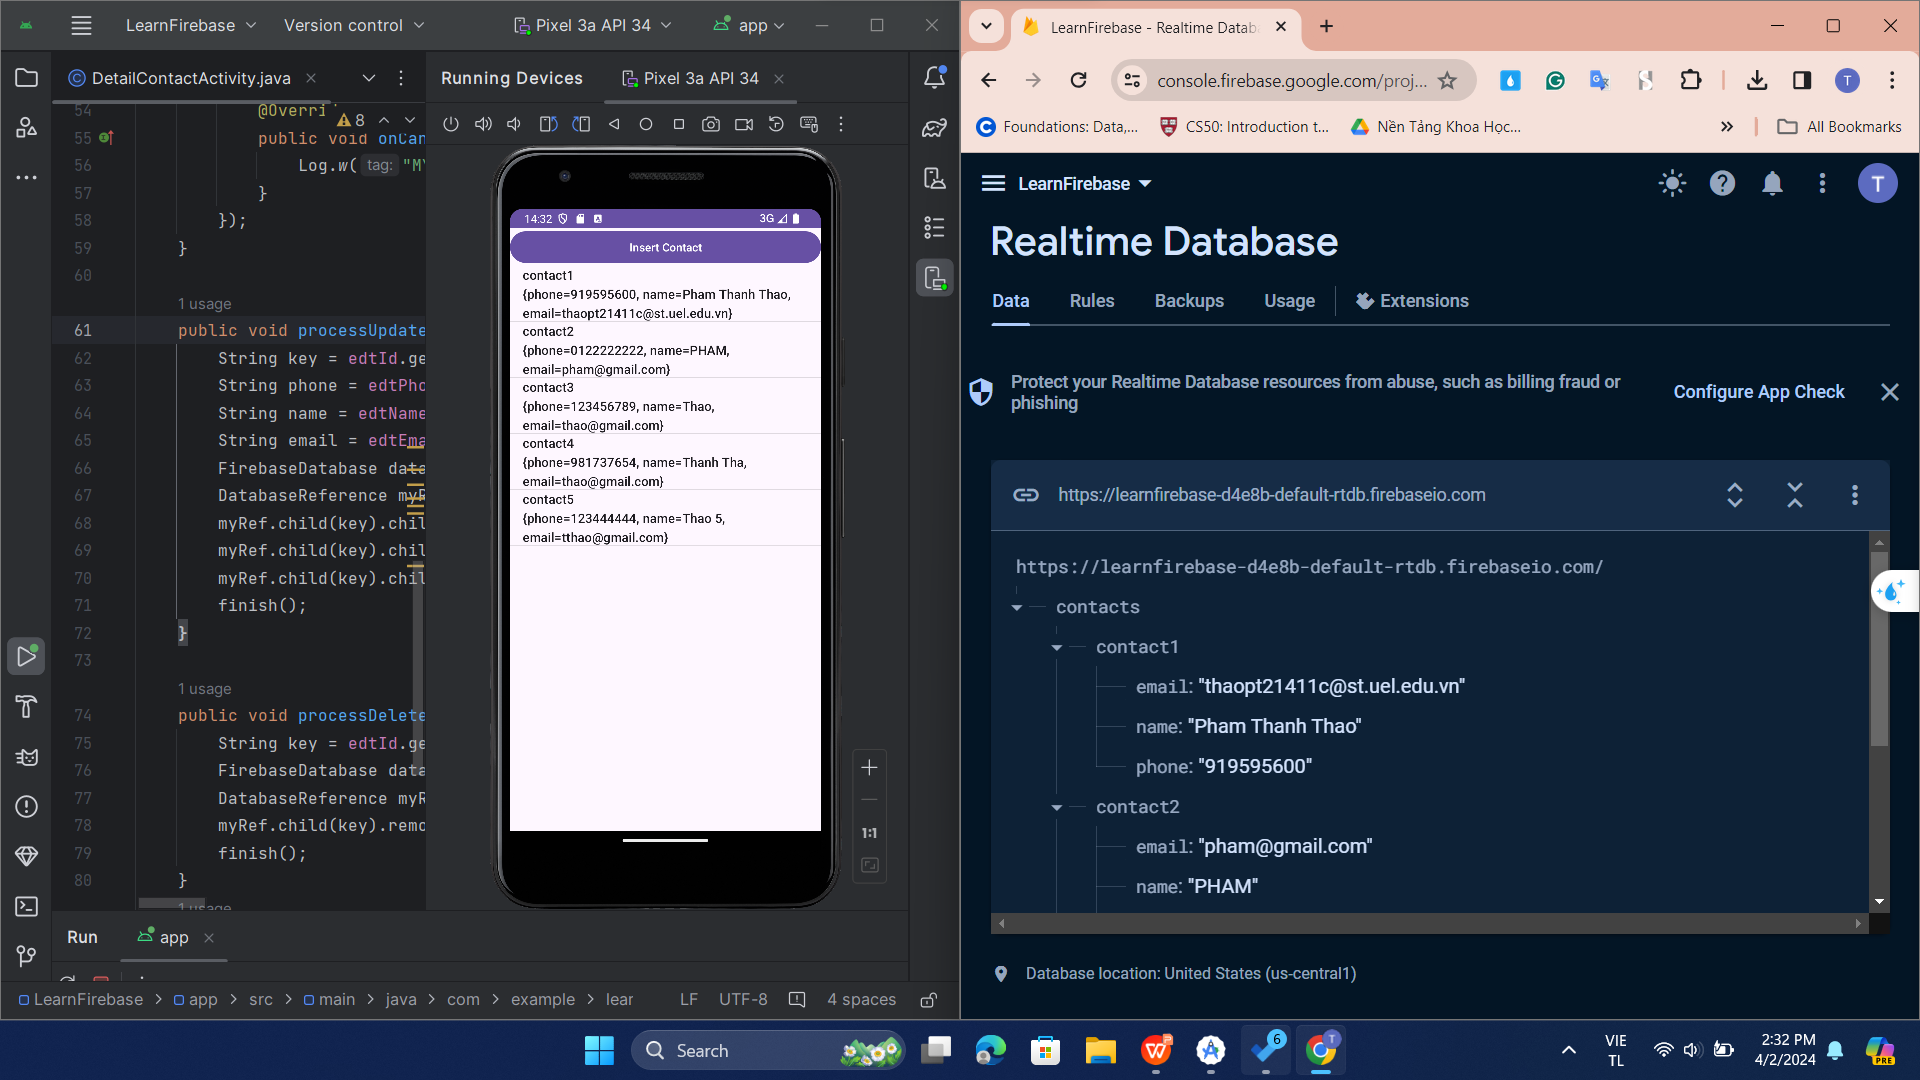 LearnFirebase
Version control
Pixel 3a API 34
app
DetailContactActivity.java
Running Devices
Pixel 3a API 34
8
54 @Overri
55 public void onCan
56 Log.w( tag: "MY
57 }
58 });
59 }
60
1 usage
61 public void processUpdate
62 String key = edtId.ge
63 String phone = edtPho
64 String name = edtName
65 String email = edtEma
66 FirebaseDatabase data
67 DatabaseReference myR
68 myRef.child(key).chil
69 myRef.child(key).chil
70 myRef.child(key).chil
71 finish();
72 }
73
1 usage
74 public void processDelete
75 String key = edtId.ge
76 FirebaseDatabase data
77 DatabaseReference myR
78 myRef.child(key).remo
79 finish();
80 }
1 usage
14:32
3G
Insert Contact
contact1
{phone=919595600, name=Pham Thanh Thao,
email=thaopt21411c@st.uel.edu.vn}
contact2
{phone=0122222222, name=PHAM,
email=pham@gmail.com}
contact3
{phone=123456789, name=Thao,
email=thao@gmail.com}
contact4
{phone=981737654, name=Thanh Tha,
email=thao@gmail.com}
contact5
{phone=123444444, name=Thao 5,
email=tthao@gmail.com}
1:1
Run
app
LearnFirebase > app > src > main > java > com > example > lear
LF
UTF-8
4 spaces
LearnFirebase - Realtime Datab
console.firebase.google.com/proj...
T
Foundations: Data,...
CS50: Introduction t...
Nền Tảng Khoa Học...
All Bookmarks
LearnFirebase
T
Realtime Database
Data
Rules
Backups
Usage
Extensions
Protect your Realtime Database resources from abuse, such as billing fraud or
phishing
Configure App Check
https://learnfirebase-d4e8b-default-rtdb.firebaseio.com
https://learnfirebase-d4e8b-default-rtdb.firebaseio.com/
contacts
contact1
email: "thaopt21411c@st.uel.edu.vn"
name: "Pham Thanh Thao"
phone: "919595600"
contact2
email: "pham@gmail.com"
name: "PHAM"
Database location: United States (us-central1)
Search
6
T
VIE
TL
2:32 PM
4/2/2024
PRE